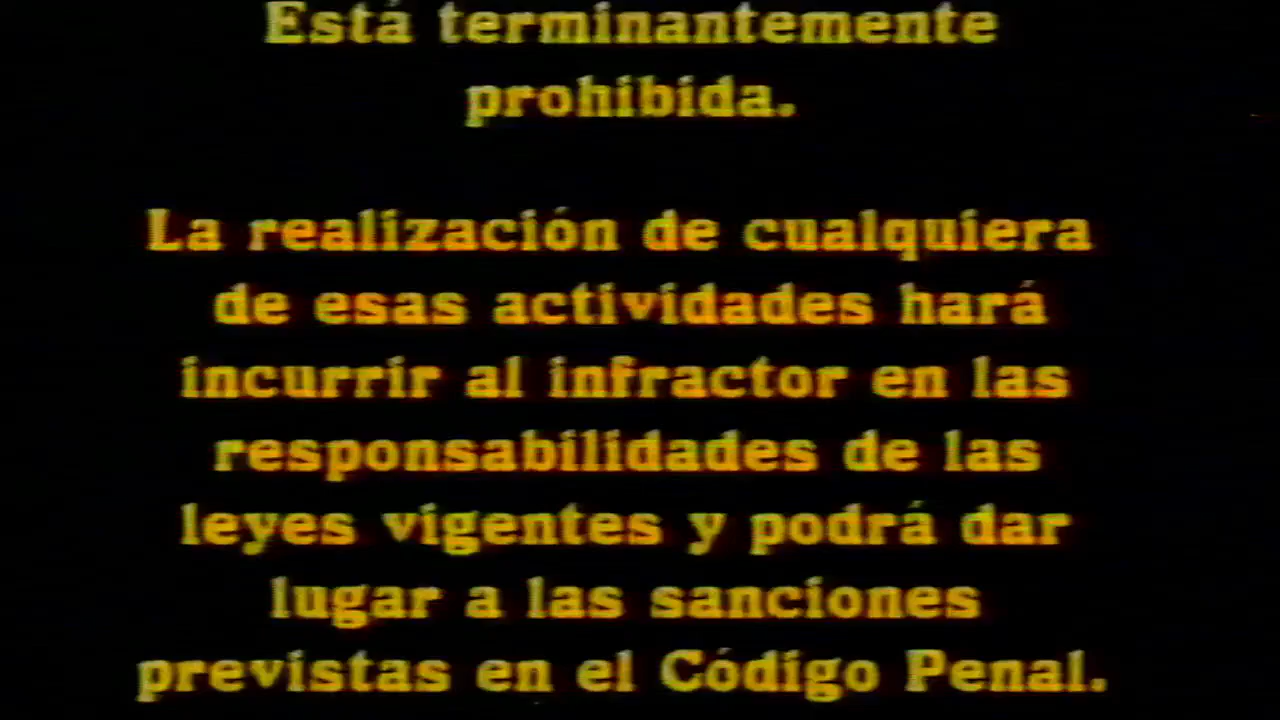 Está terminantemente
prohibida.
La realización de cualquiera
de esas actividades hará
incurrir al infractor en las
responsabilidades de las
leyes vigentes y podrá dar
lugar a las sanciones
previstas en el Código Penal.